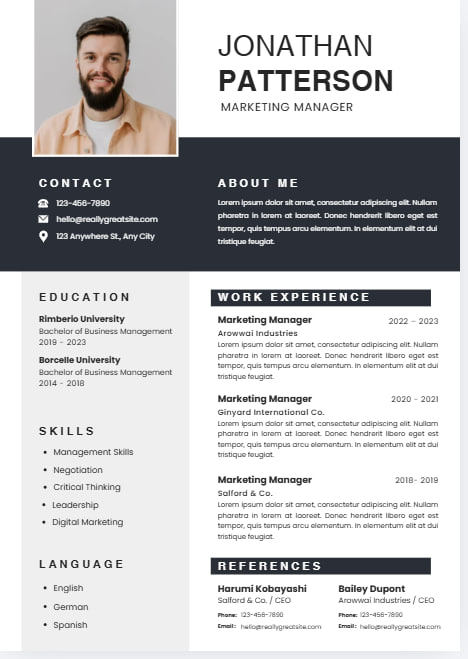 JONATHAN
PATTERSON
MARKETING MANAGER
CONTACT
123-456-7890
hello@reallygreatsite.com
123 Anywhere St., Any City
ABOUT ME
Lorem ipsum dolor sit amet, consectetur adipiscing elit. Nam
pharetra in lorem at laoreet. Donec hendrerit libero eget est
tempor, quis tempus arcu elementum. In elementum elit at dui
tristique feugiat.
EDUCATION
Rimberio University
Bachelor of Business Management
2019 - 2023
Borcelle University
Bachelor of Business Management
2014 - 2018
SKILLS
• Management Skills
• Negotiation
• Critical Thinking
• Leadership
• Digital Marketing
LANGUAGE
• English
• German
• Spanish
WORK EXPERIENCE
Marketing Manager 2022 – 2023
Arowwai Industries
Lorem ipsum dolor sit amet, consectetur adipiscing elit. Nam
pharetra in lorem at laoreet. Donec hendrerit libero eget est
tempor, quis tempus arcu elementum. In elementum elit at dui
tristique feugiat.
Marketing Manager 2020 - 2021
Ginyard International Co.
Lorem ipsum dolor sit amet, consectetur adipiscing elit. Nam
pharetra in lorem at laoreet. Donec hendrerit libero eget est
tempor, quis tempus arcu elementum. In elementum elit at dui
tristique feugiat.
Marketing Manager 2018- 2019
Salford & Co.
Lorem ipsum dolor sit amet, consectetur adipiscing elit. Nam
pharetra in lorem at laoreet. Donec hendrerit libero eget est
tempor, quis tempus arcu elementum. In elementum elit at dui
tristique feugiat.
REFERENCES
Harumi Kobayashi
Salford & Co. / CEO
Phone: 123-456-7890
Email: hello@reallygreatsite.com
Bailey Dupont
Arowwai Industries / CEO
Phone: 123-456-7890
Email: hello@reallygreatsite.com